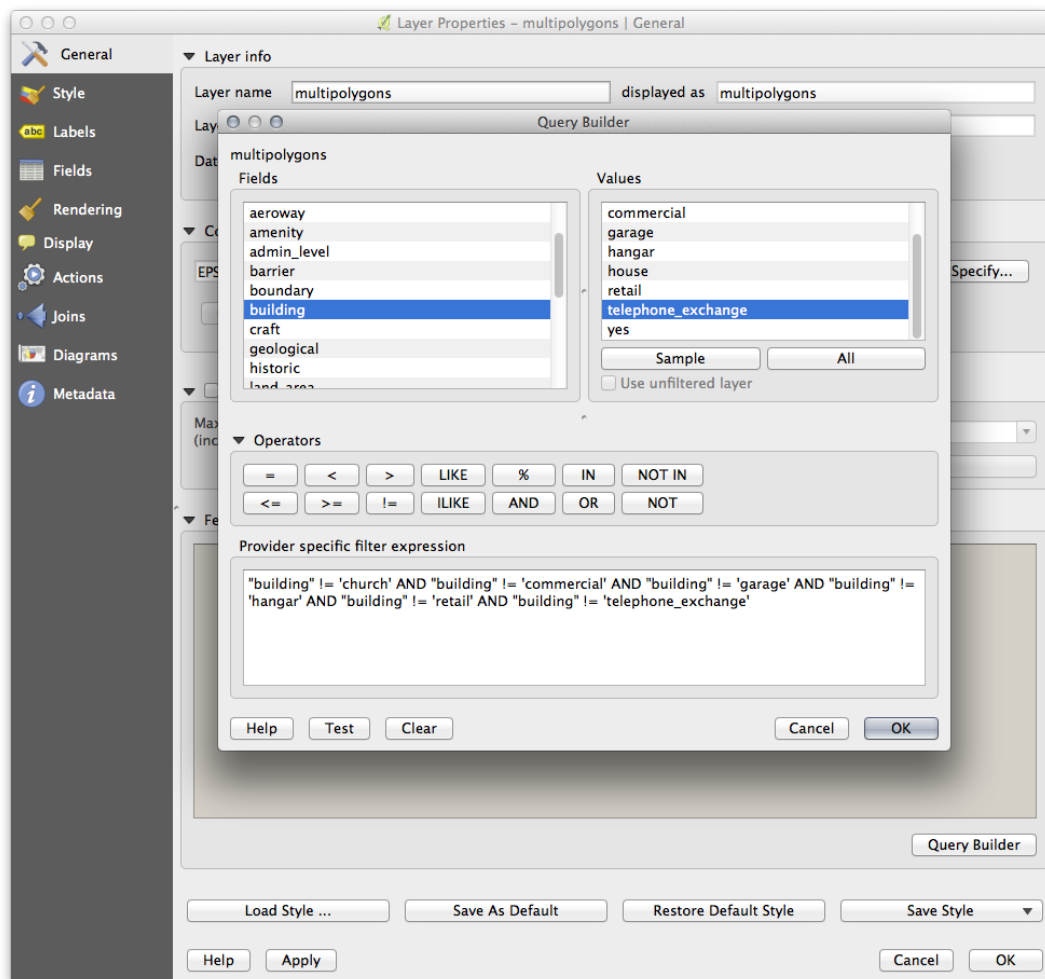 Layer Properties – multipolygons | General
General
Style
abc Labels
Fields
Rendering
Display
Actions
Joins
Diagrams
Metadata
Layer info
Layer name multipolygons displayed as multipolygons
Query Builder
multipolygons
Fields
aeroway
amenity
admin_level
barrier
boundary
building
craft
geological
historic
land_area
Values
commercial
garage
hangar
house
retail
telephone_exchange
yes
Sample All
Use unfiltered layer
Specify...
Operators
= < > LIKE % IN NOT IN
<= >= != ILIKE AND OR NOT
Provider specific filter expression
"building" != 'church' AND "building" != 'commercial' AND "building" != 'garage' AND "building" !=
'hangar' AND "building" != 'retail' AND "building" != 'telephone_exchange'
Help Test Clear Cancel OK
Query Builder
Load Style ... Save As Default Restore Default Style Save Style
Help Apply Cancel OK